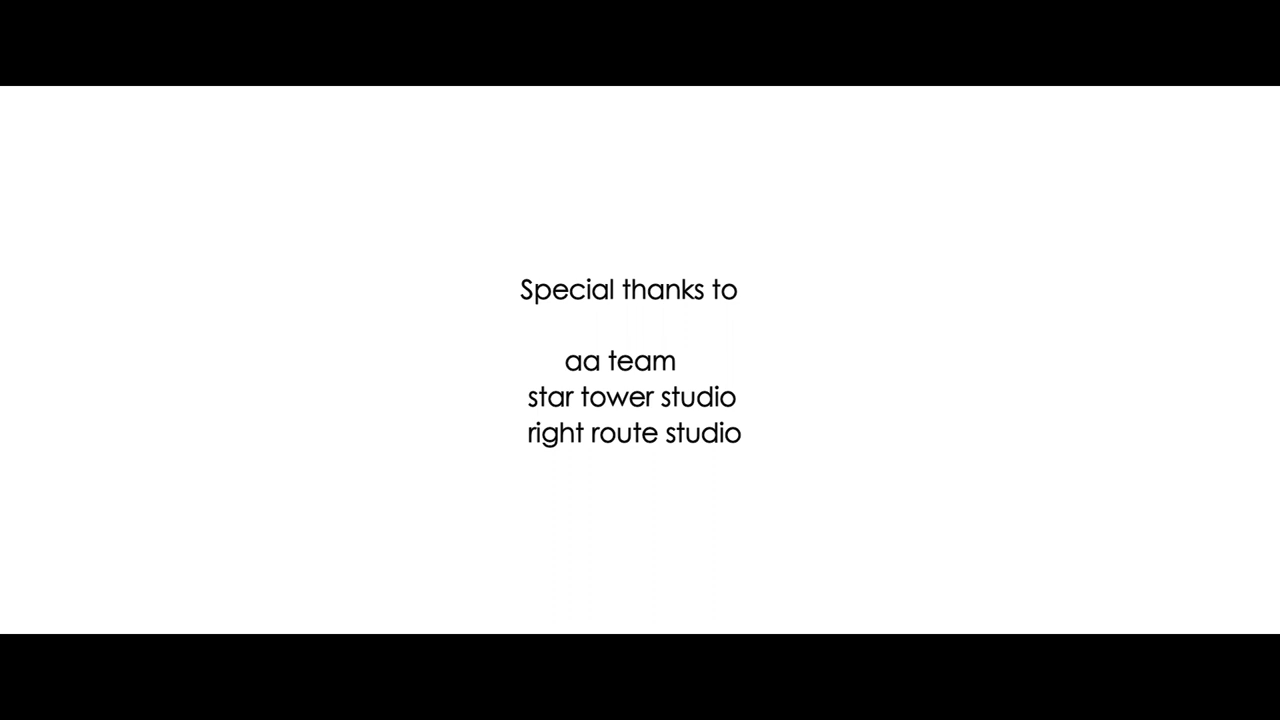 Special thanks to
aa team
star tower studio
right route studio